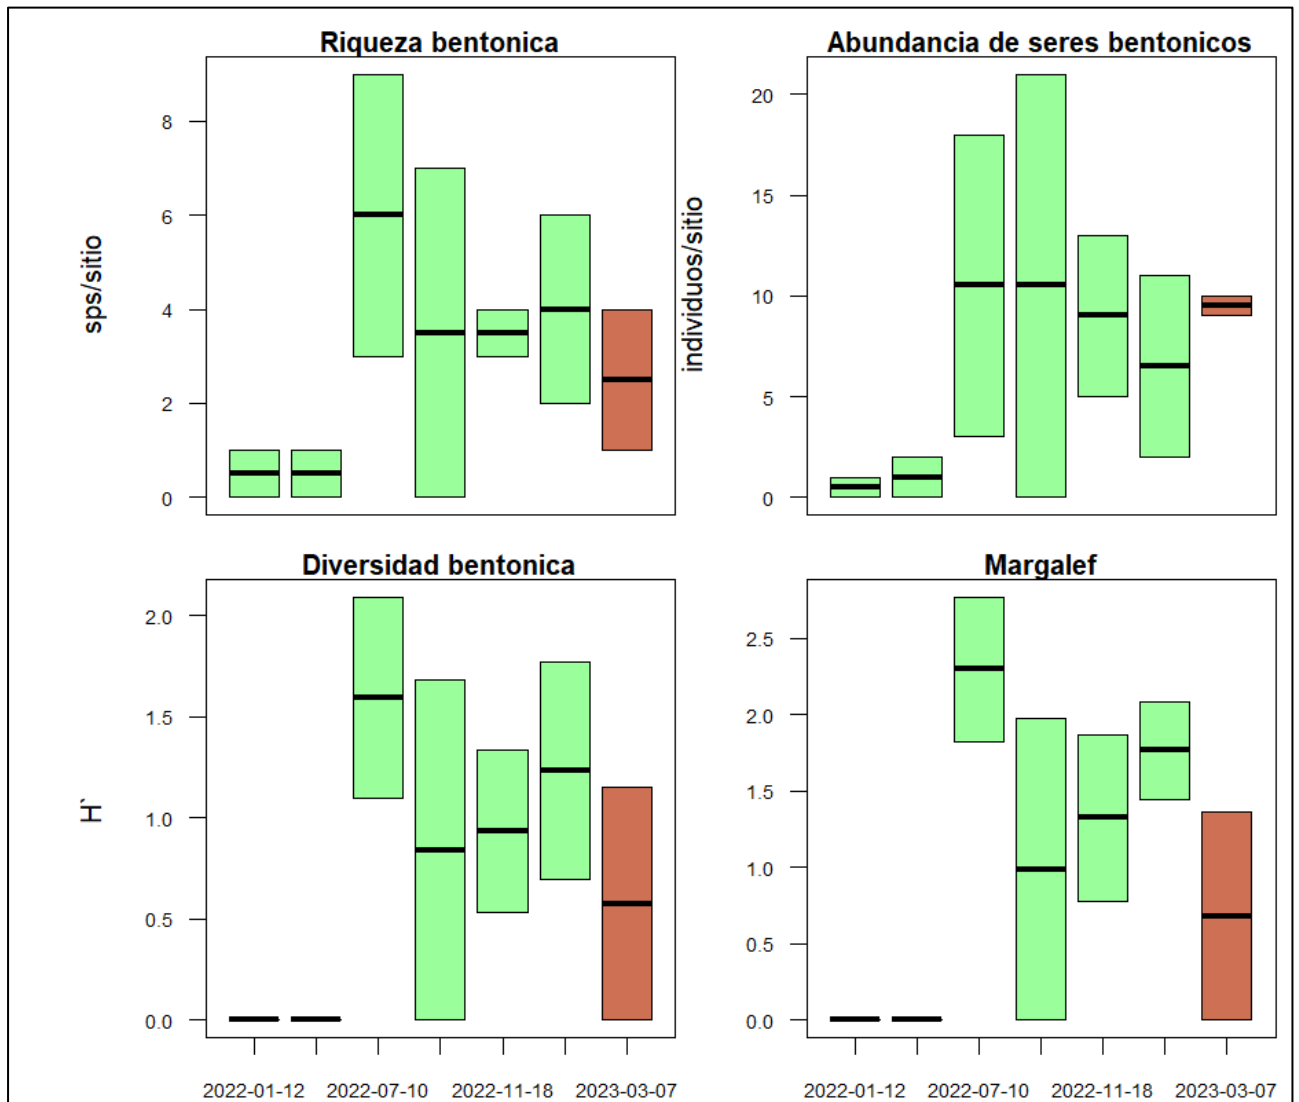 Riqueza bentonica
sps/sitio
8
6
4
2
0
Abundancia de seres bentonicos
individuos/sitio
20
15
10
5
0
Diversidad bentonica
H`
2.0
1.5
1.0
0.5
0.0
2022-01-12 2022-07-10 2022-11-18 2023-03-07
Margalef
2.5
2.0
1.5
1.0
0.5
0.0
2022-01-12 2022-07-10 2022-11-18 2023-03-07